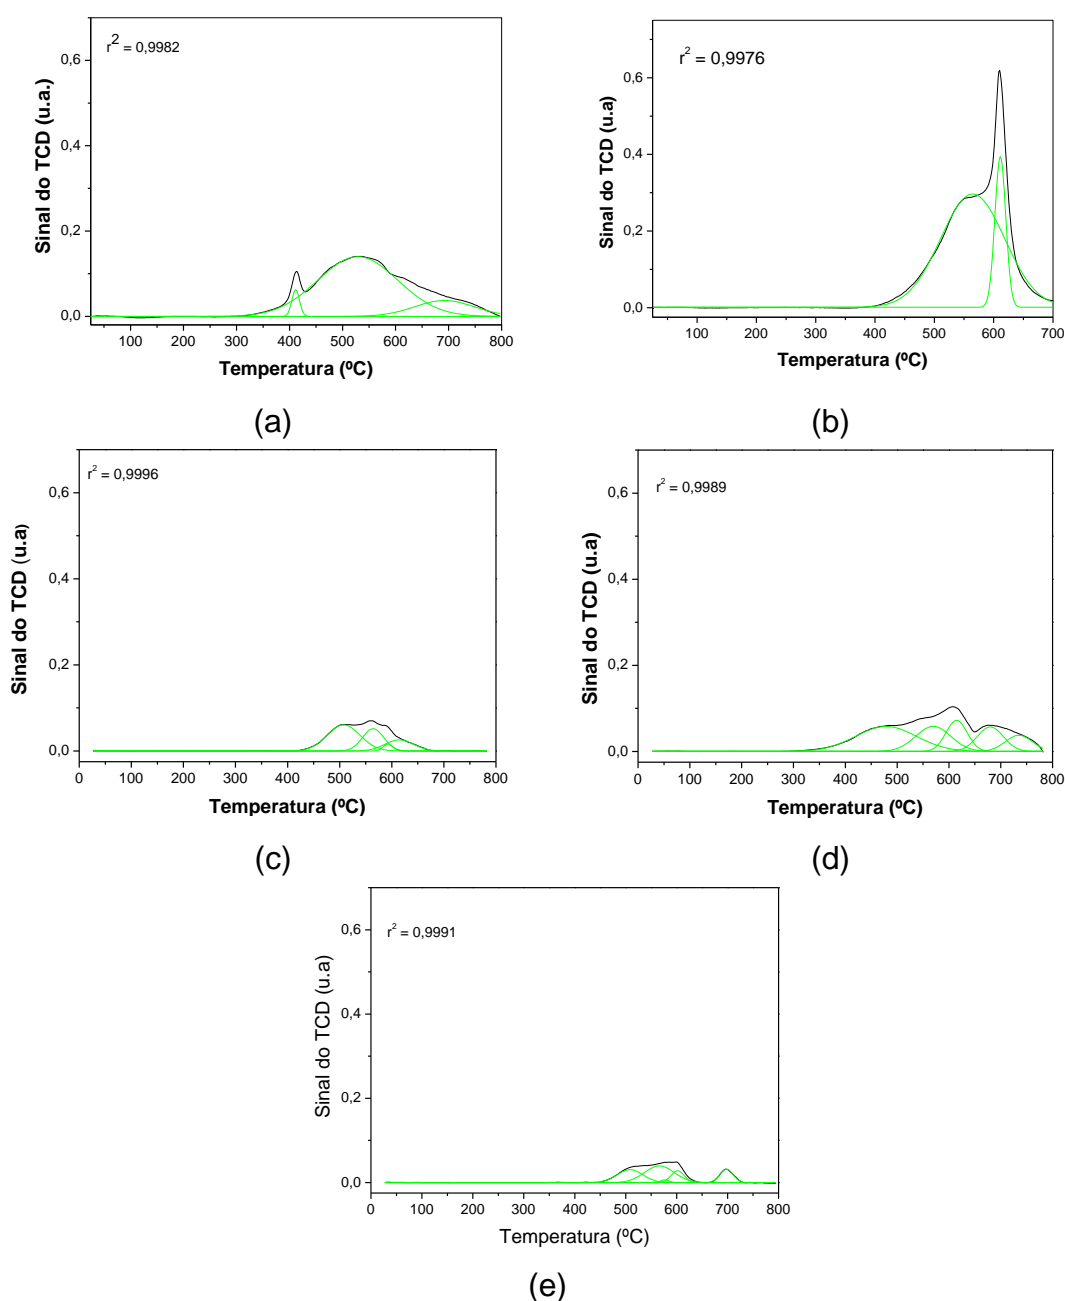 r² = 0,9982
Sinal do TCD (u.a.)
0,6
0,4
0,2
0,0
100 200 300 400 500 600 700 800
Temperatura (ºC)
(a)
r² = 0,9976
Sinal do TCD (u.a)
0,6
0,4
0,2
0,0
100 200 300 400 500 600 700
Temperatura (ºC)
(b)
r² = 0,9996
Sinal do TCD (u.a)
0,6
0,4
0,2
0,0
0 100 200 300 400 500 600 700 800
Temperatura (ºC)
(c)
r² = 0,9989
Sinal do TCD (u.a)
0,6
0,4
0,2
0,0
0 100 200 300 400 500 600 700 800
Temperatura (ºC)
(d)
r² = 0,9991
Sinal do TCD (u.a)
0,6
0,4
0,2
0,0
0 100 200 300 400 500 600 700 800
Temperatura (ºC)
(e)